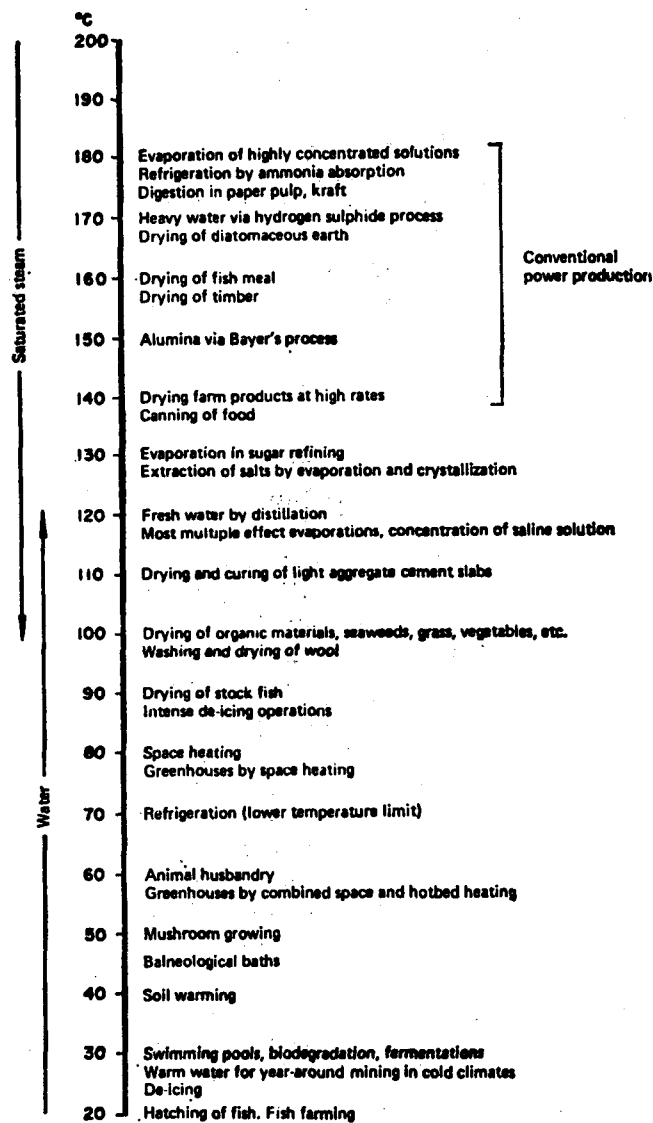 °C
200
190
180 Evaporation of highly concentrated solutions
Refrigeration by ammonia absorption
Digestion in paper pulp, kraft
170 Heavy water via hydrogen sulphide process
Drying of diatomaceous earth
160 Drying of fish meal
Drying of timber
150 Alumina via Bayer's process
140 Drying farm products at high rates
Canning of food
Conventional
power production
130 Evaporation in sugar refining
Extraction of salts by evaporation and crystallization
120 Fresh water by distillation
Most multiple effect evaporations, concentration of saline solution
110 Drying and curing of light aggregate cement slabs
100 Drying of organic materials, seaweeds, grass, vegetables, etc.
Washing and drying of wool
90 Drying of stock fish
Intense de-icing operations
80 Space heating
Greenhouses by space heating
70 Refrigeration (lower temperature limit)
60 Animal husbandry
Greenhouses by combined space and hotbed heating
50 Mushroom growing
Balneological baths
40 Soil warming
30 Swimming pools, biodegradation, fermentations
Warm water for year-around mining in cold climates
De-icing
20 Hatching of fish. Fish farming
Saturated steam
Water